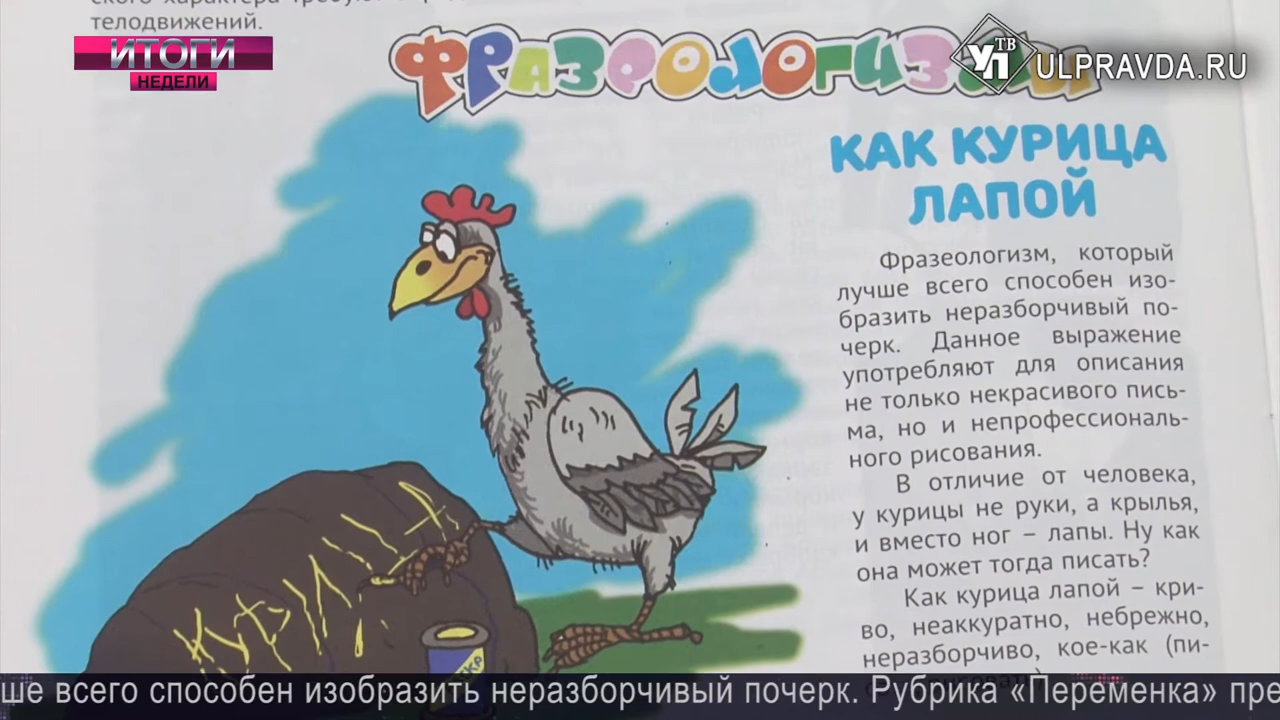 телодвижений.
ИТОГИ
НЕДЕЛИ
Фразеологизмы
УП ТВ
ULPRAVDA.RU
КАК КУРИЦА
ЛАПОЙ
Фразеологизм, который
лучше всего способен изо-
бразить неразборчивый по-
черк. Данное выражение
употребляют для описания
не только некрасивого пись-
ма, но и непрофессиональ-
ного рисования.
В отличие от человека,
у курицы не руки, а крылья,
и вместо ног – лапы. Ну как
она может тогда писать?
Как курица лапой – кри-
во, неаккуратно, небрежно,
неразборчиво, кое-как (пи-
ше всего способен изобразить неразборчивый почерк. Рубрика «Переменка» пре